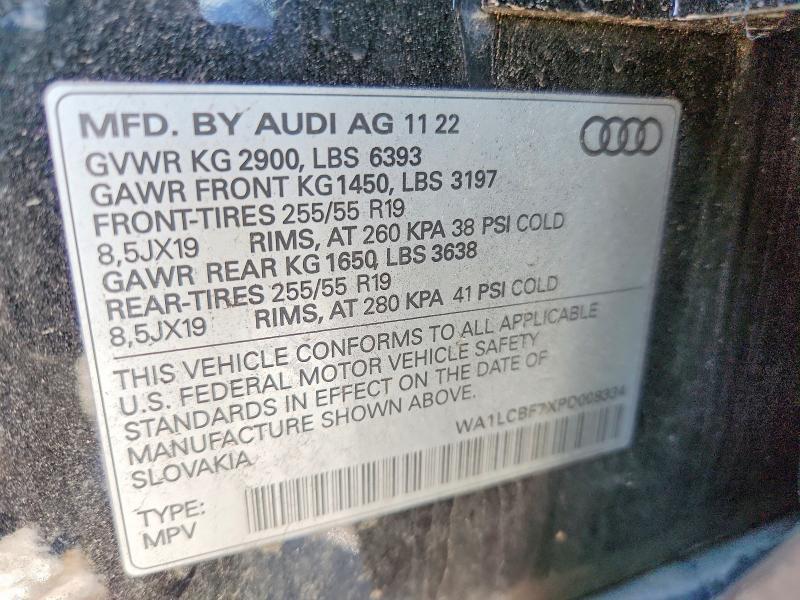 MFD. BY AUDI AG 11 22
GVWR KG 2900, LBS 6393
GAWR FRONT KG1450, LBS 3197
FRONT-TIRES 255/55 R19
8,5JX19 RIMS, AT 260 KPA 38 PSI COLD
GAWR REAR KG 1650, LBS 3638
REAR-TIRES 255/55 R19
8,5JX19 RIMS, AT 280 KPA 41 PSI COLD
THIS VEHICLE CONFORMS TO ALL APPLICABLE
U.S. FEDERAL MOTOR VEHICLE SAFETY
STANDARDS IN EFFECT ON THE DATE OF
MANUFACTURE SHOWN ABOVE.
SLOVAKIA
WA1LCBF7XPD008334
TYPE:
MPV